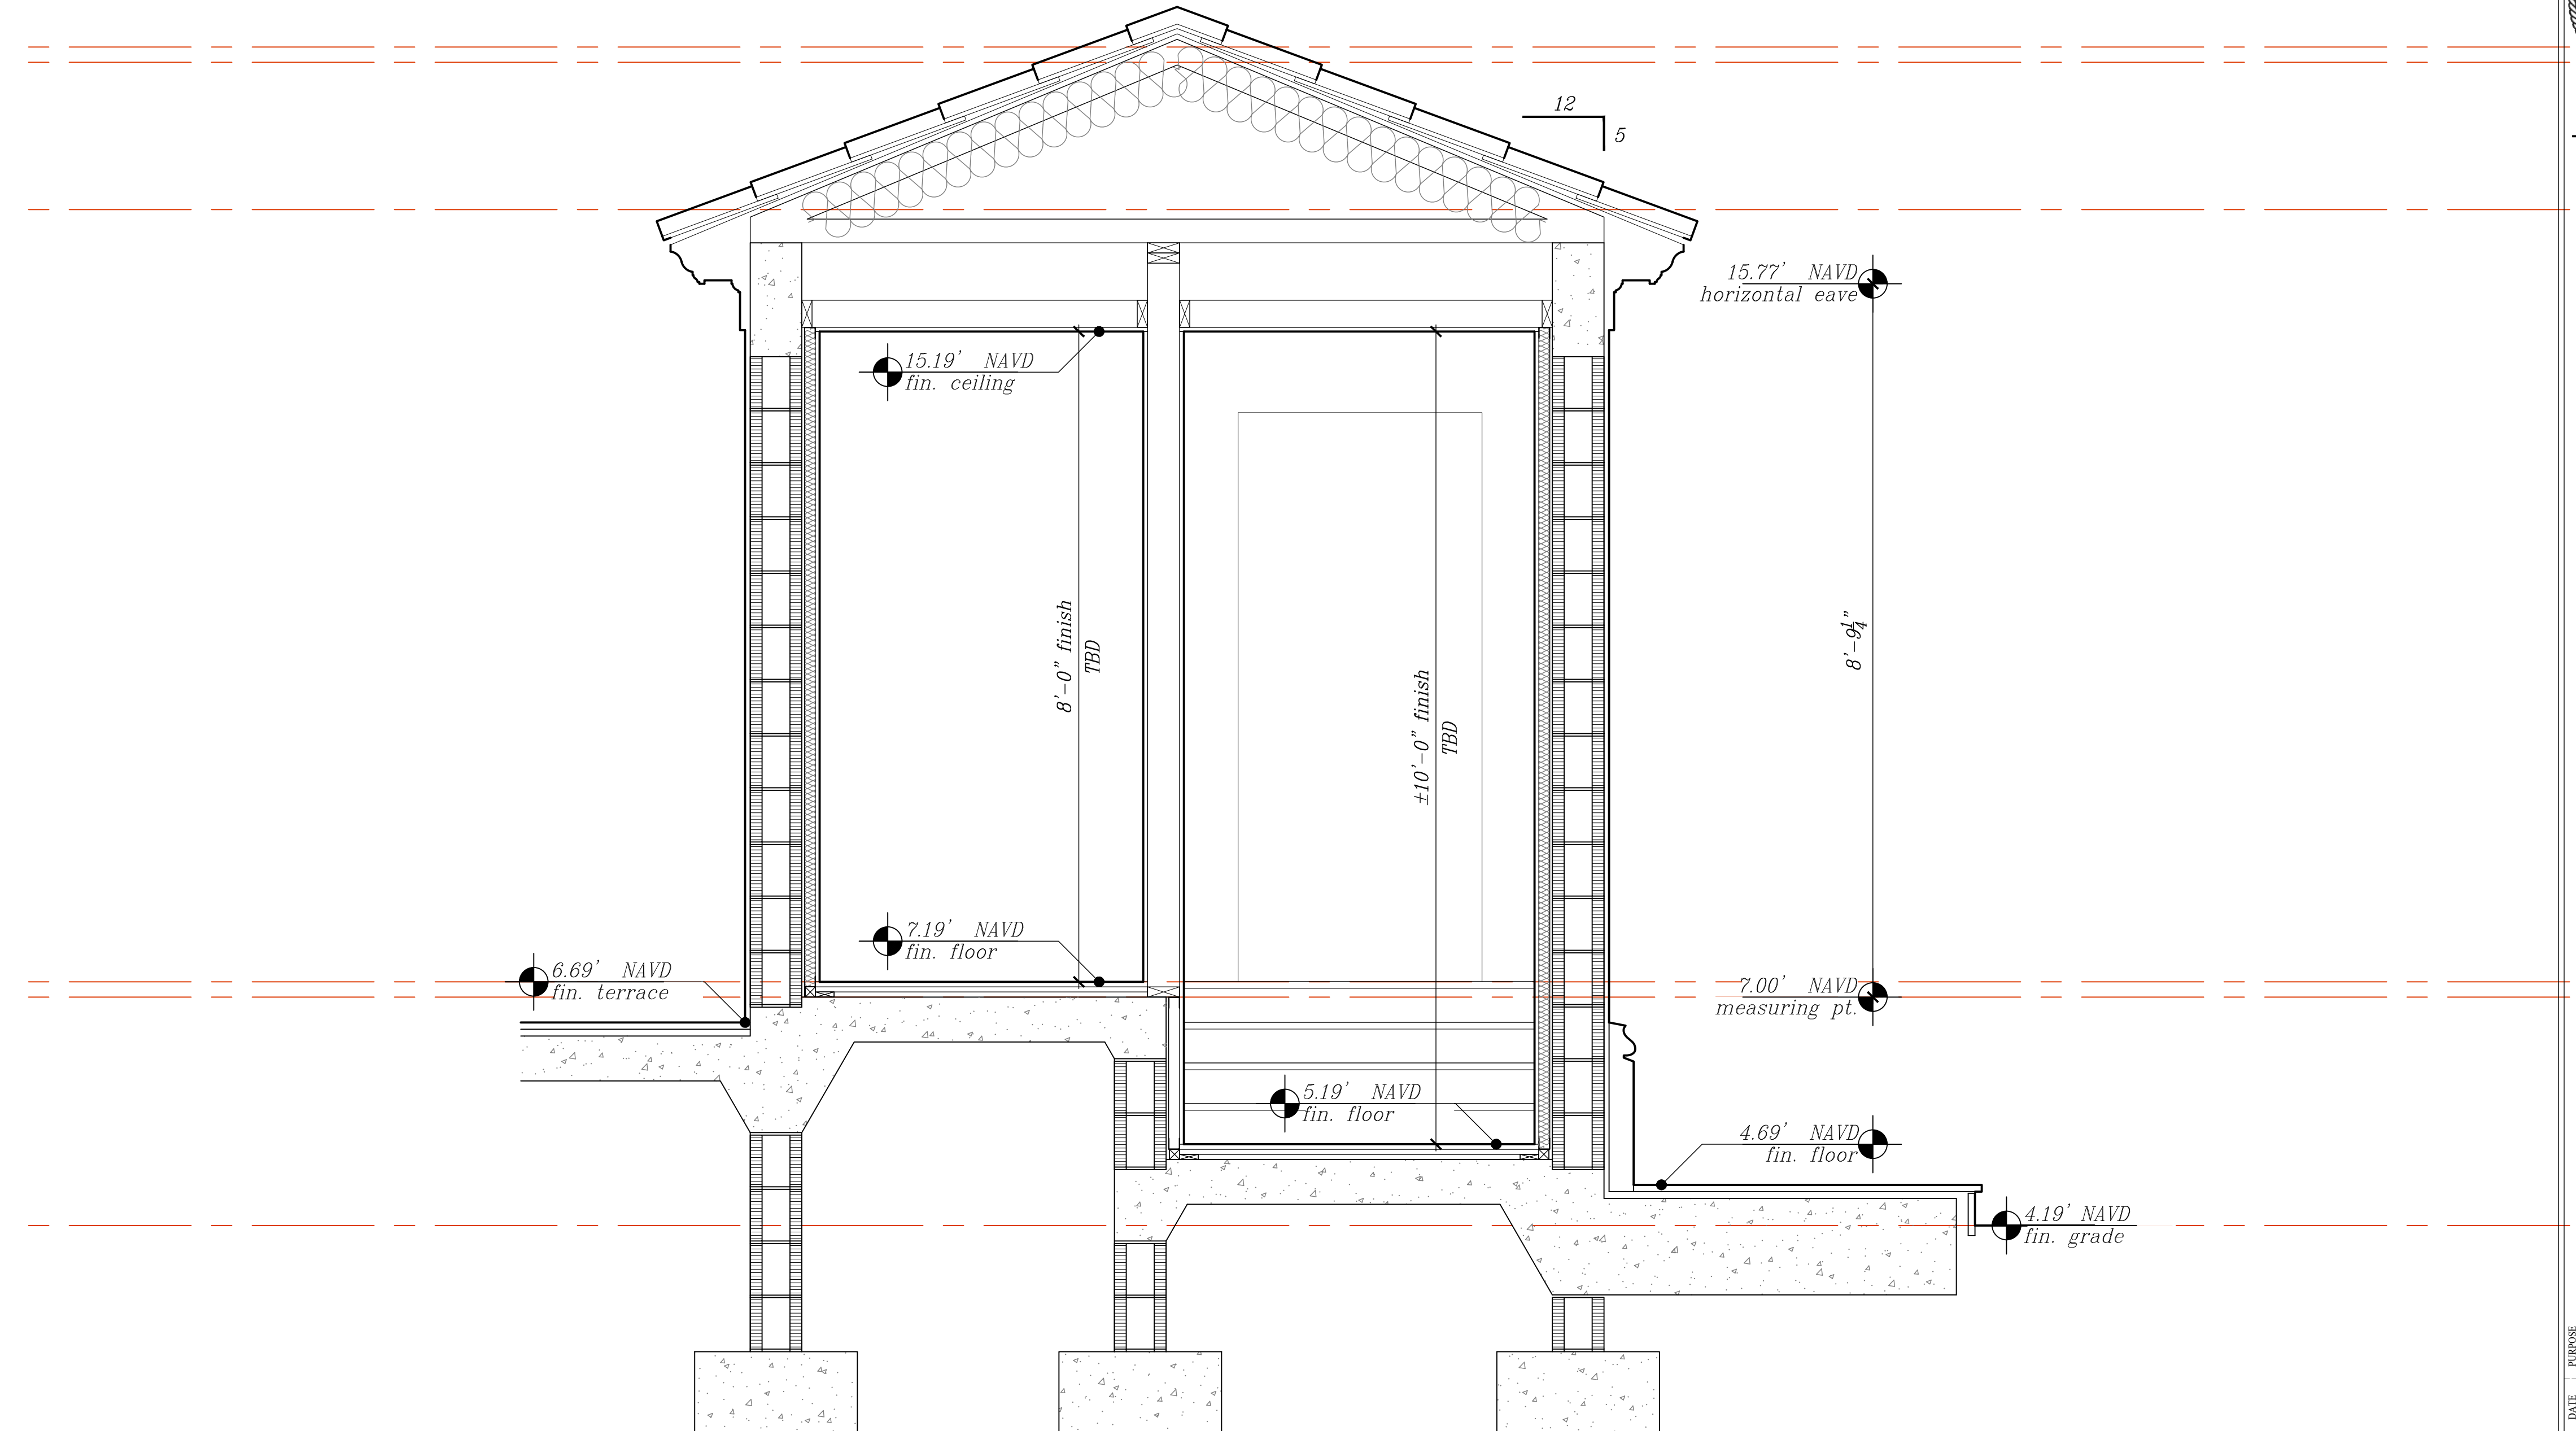 12
5
15.77' NAVD
horizontal eave
15.19' NAVD
fin. ceiling
8'-0" finish
TBD
±10'-0" finish
TBD
8'-9 1/4"
7.19' NAVD
fin. floor
6.69' NAVD
fin. terrace
7.00' NAVD
measuring pt.
5.19' NAVD
fin. floor
4.69' NAVD
fin. floor
4.19' NAVD
fin. grade
PURPOSE
DATE